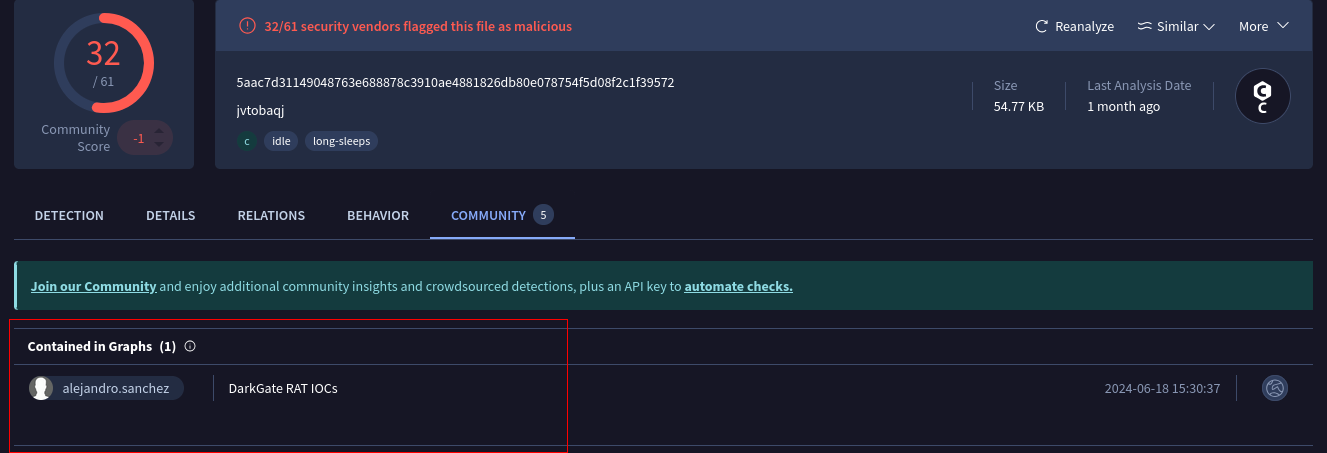 32
/ 61
Community Score
-1
32/61 security vendors flagged this file as malicious
Reanalyze
Similar
More
5aac7d31149048763e688878c3910ae4881826db80e078754f5d08f2c1f39572
jvtobaqj
c
idle
long-sleeps
Size
54.77 KB
Last Analysis Date
1 month ago
C
DETECTION
DETAILS
RELATIONS
BEHAVIOR
COMMUNITY 5
Join our Community and enjoy additional community insights and crowdsourced detections, plus an API key to automate checks.
Contained in Graphs (1)
alejandro.sanchez
DarkGate RAT IOCs
2024-06-18 15:30:37